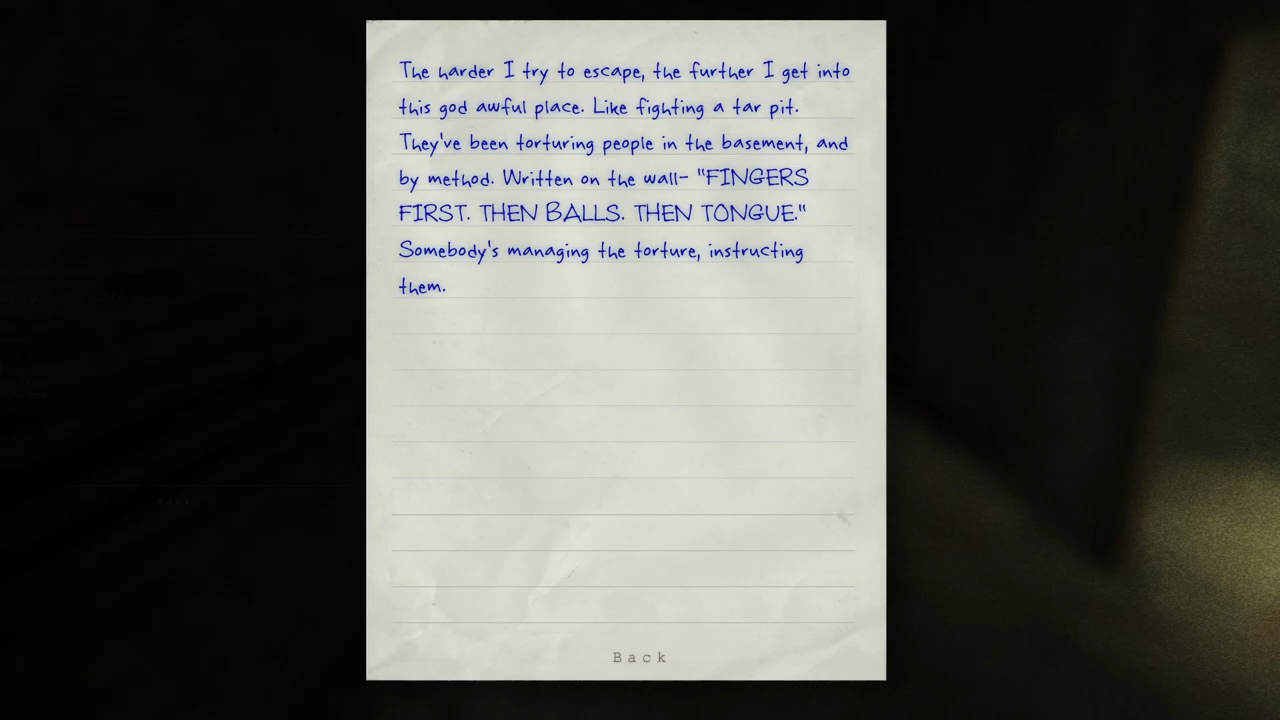 The harder I try to escape, the further I get into
this god awful place. Like fighting a tar pit.
They've been torturing people in the basement, and
by method. Written on the wall- "FINGERS
FIRST. THEN BALLS. THEN TONGUE."
Somebody's managing the torture, instructing
them.
Back